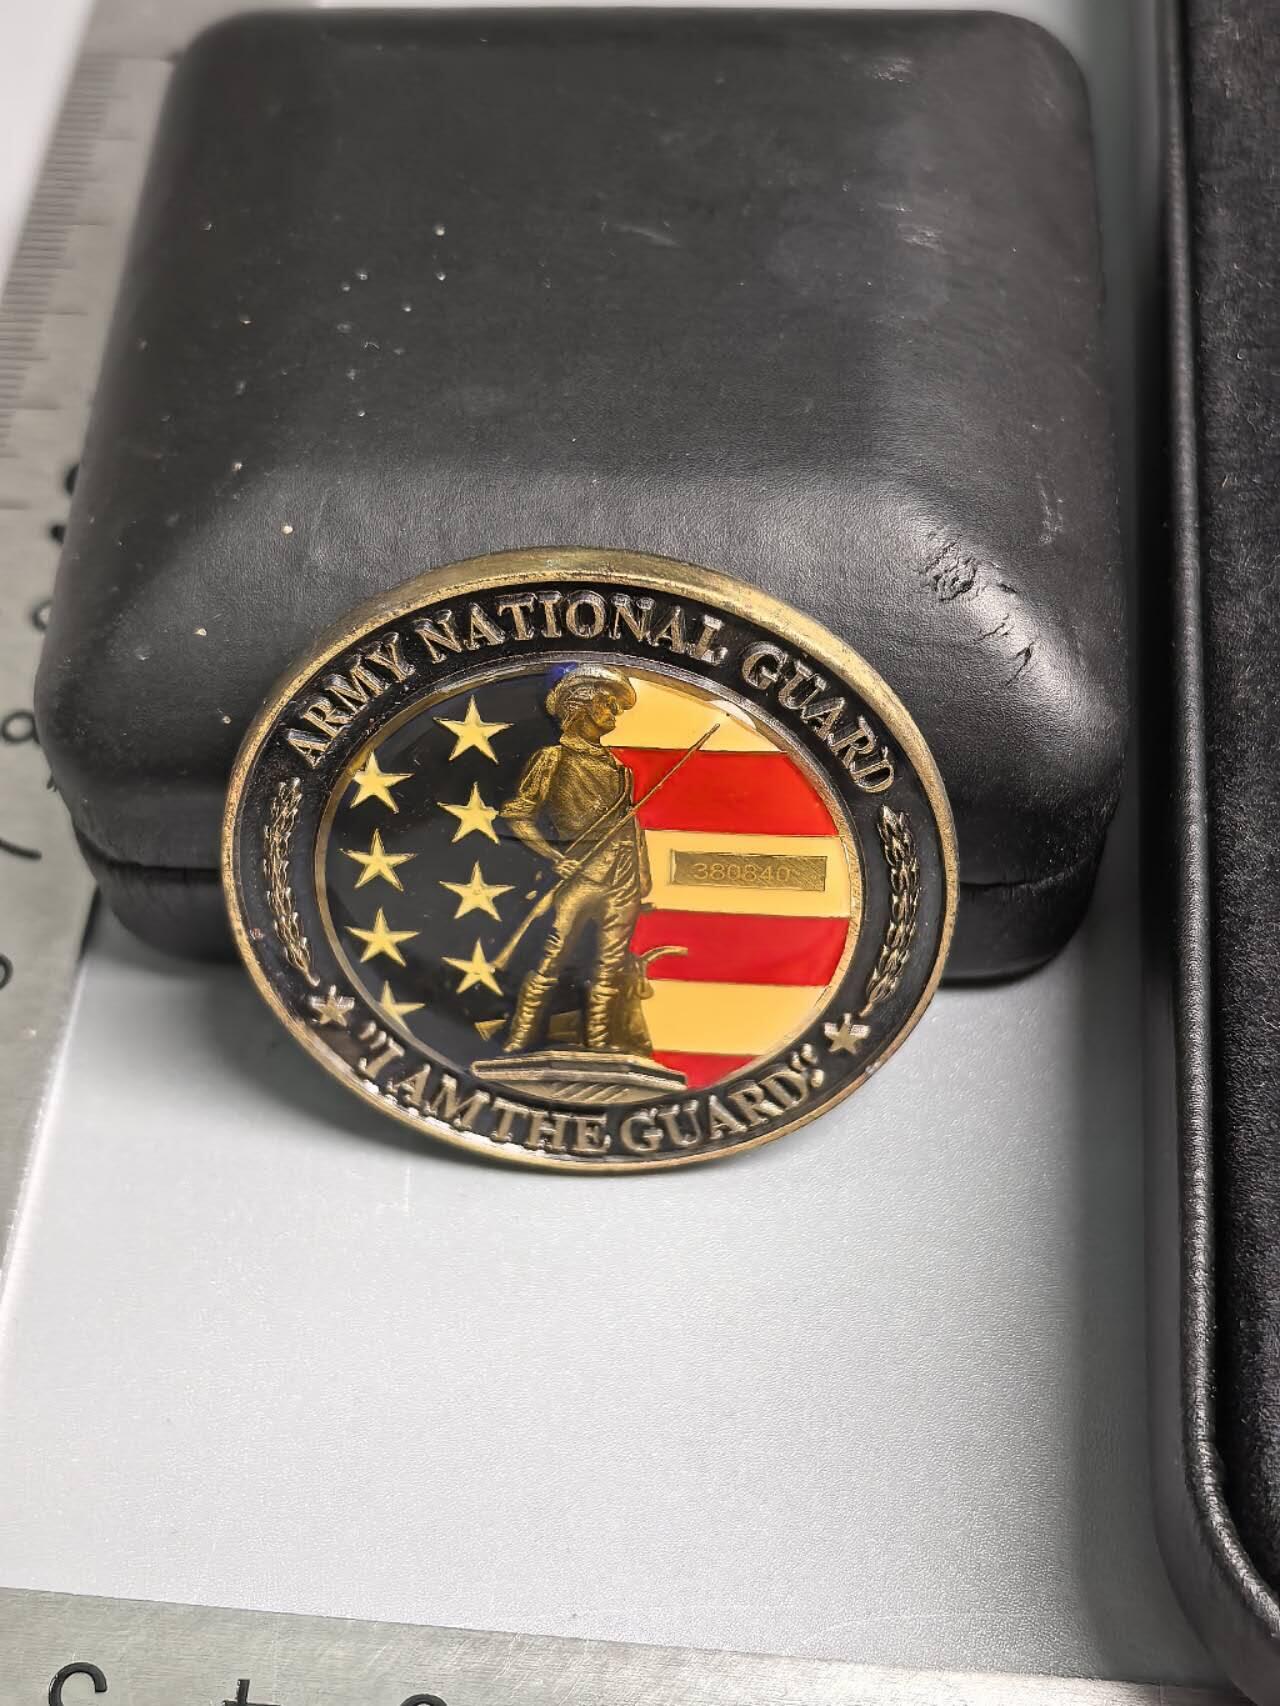 ARMY NATIONAL GUARD
380840
"I AM THE GUARD."